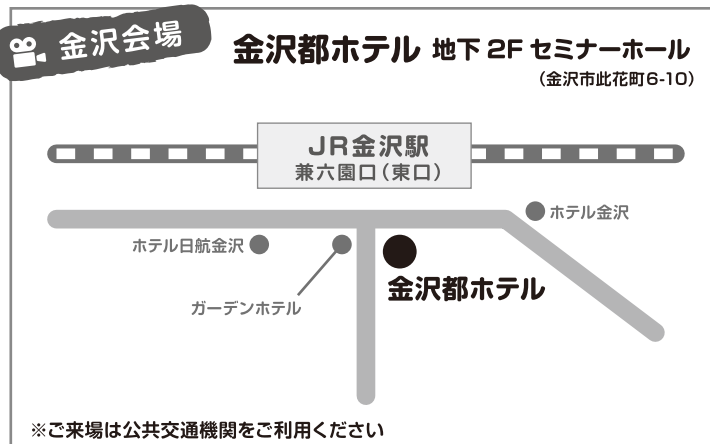 金沢会場
金沢都ホテル 地下2F セミナーホール
（金沢市此花町6-10）
JR金沢駅
兼六園口（東口）
ホテル金沢
ホテル日航金沢
ガーデンホテル
金沢都ホテル
※ご来場は公共交通機関をご利用ください